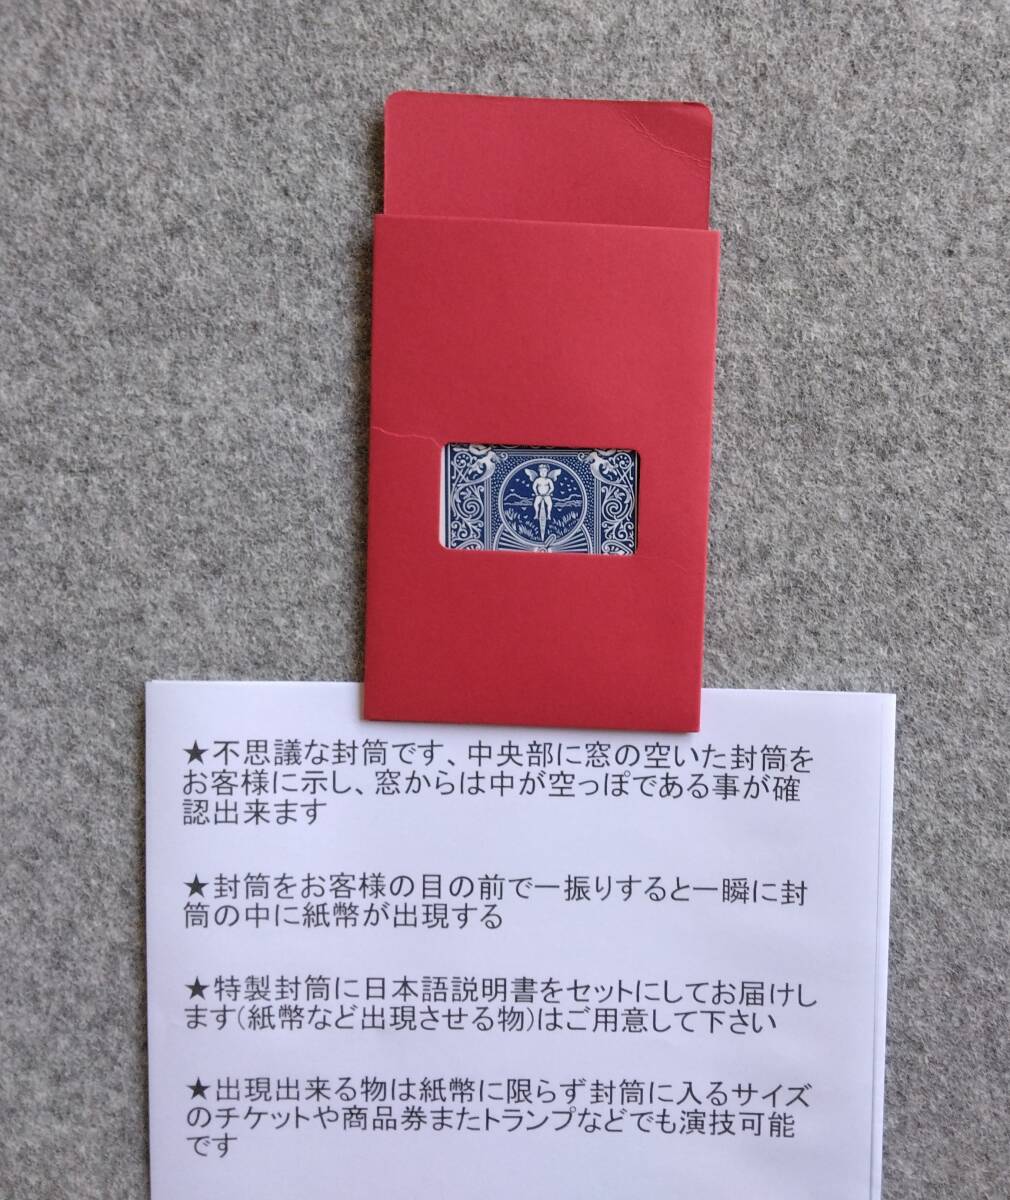 ★不思議な封筒です、中央部に窓の空いた封筒を
お客様に示し、窓からは中が空っぽである事が確
認出来ます
★封筒をお客様の目の前で一振りすると一瞬に封
筒の中に紙幣が出現する
★特製封筒に日本語説明書をセットにしてお届けし
ます(紙幣など出現させる物)はご用意して下さい
★出現出来る物は紙幣に限らず封筒に入るサイズ
のチケットや商品券またトランプなどでも演技可能
です